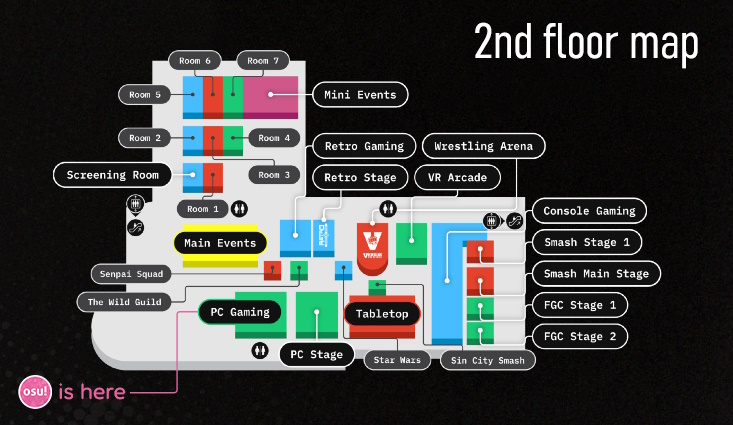 2nd floor map
Room 6
Room 7
Room 5
Mini Events
Room 2
Room 4
Retro Gaming
Wrestling Arena
Screening Room
Room 3
Retro Stage
VR Arcade
Room 1
Console Gaming
Main Events
Smash Stage 1
Senpai Squad
Smash Main Stage
The Wild Guild
PC Gaming
Tabletop
FGC Stage 1
FGC Stage 2
PC Stage
Star Wars
Sin City Smash
osu! is here